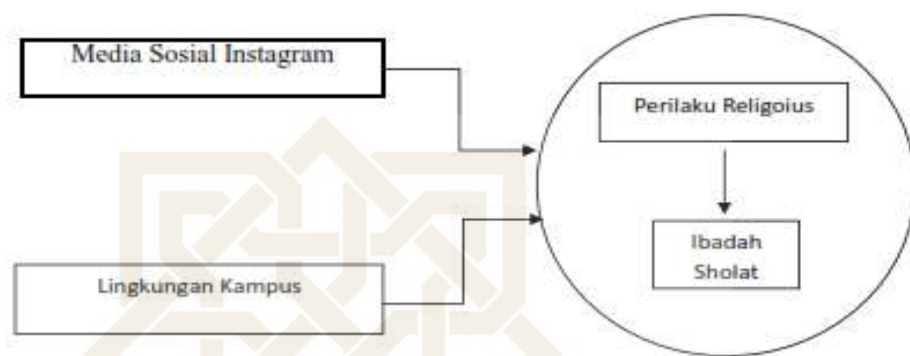 Media Sosial Instagram
Perilaku Religoius
Ibadah
Sholat
Lingkungan Kampus